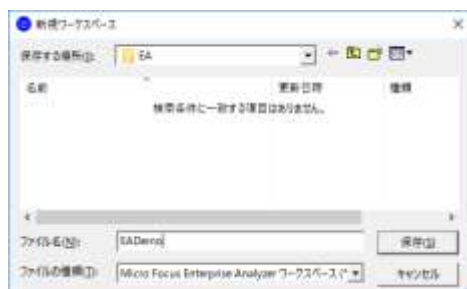 新規ワークスペース
保存する場所(I): EA
名前 更新日時 種類
検索条件に一致する項目はありません。
ファイル名(N): EADemo 保存(S)
ファイルの種類(T): Micro Focus Enterprise Analyzer ワークスペース (* キャンセル